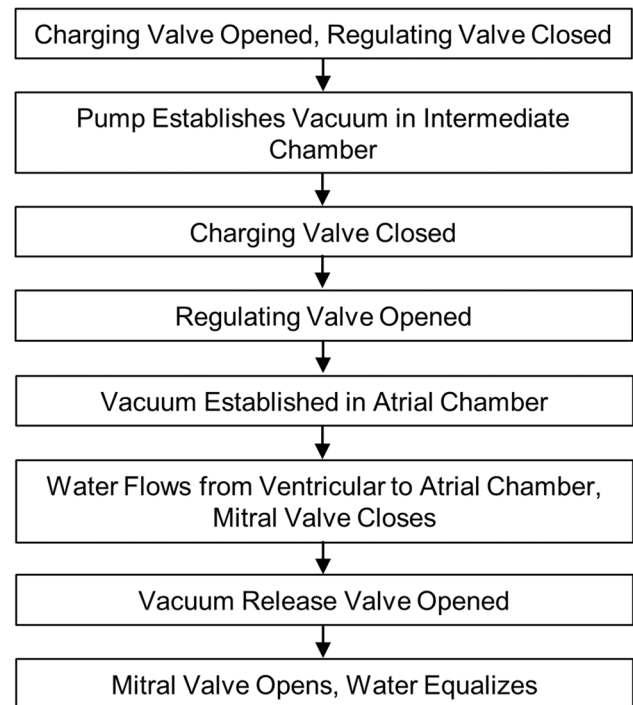 Charging Valve Opened, Regulating Valve Closed
Pump Establishes Vacuum in Intermediate
Chamber
Charging Valve Closed
Regulating Valve Opened
Vacuum Established in Atrial Chamber
Water Flows from Ventricular to Atrial Chamber,
Mitral Valve Closes
Vacuum Release Valve Opened
Mitral Valve Opens, Water Equalizes